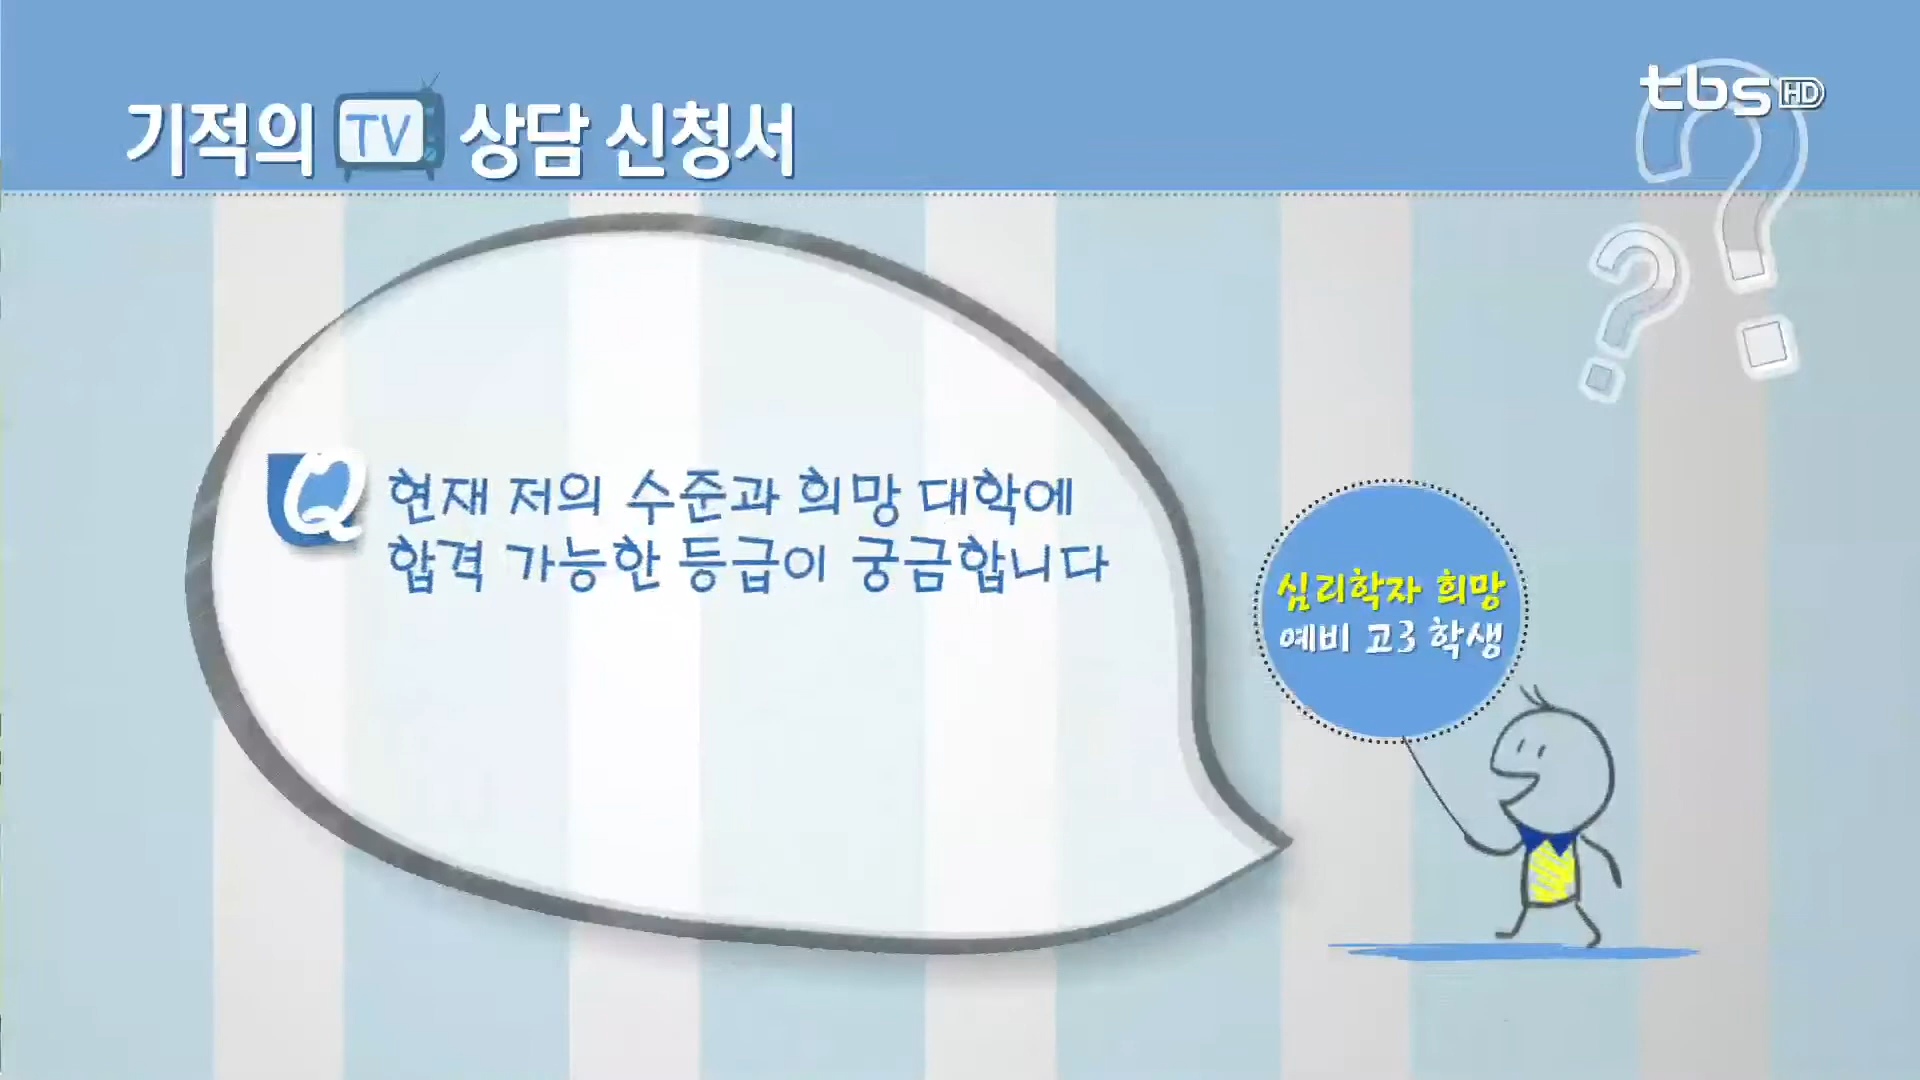 기적의 TV 상담 신청서
tbs HD
Q 현재 저의 수준과 희망 대학에
합격 가능한 등급이 궁금합니다
심리학자 희망
예비 고3 학생